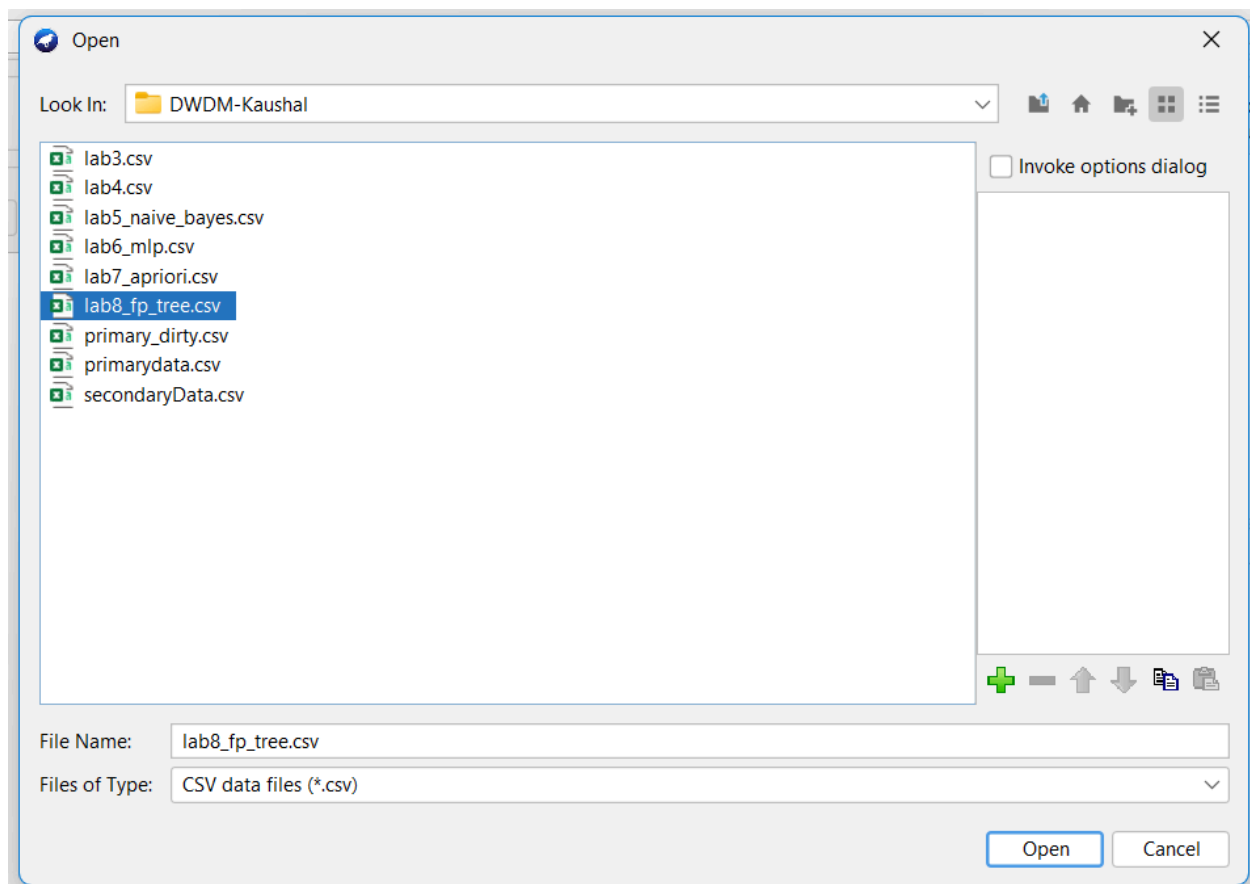 Open
Look In: DWDM-Kaushal
lab3.csv
Invoke options dialog
lab4.csv
lab5_naive_bayes.csv
lab6_mlp.csv
lab7_apriori.csv
lab8_fp_tree.csv
primary_dirty.csv
primarydata.csv
secondaryData.csv
File Name: lab8_fp_tree.csv
Files of Type: CSV data files (*.csv)
Open Cancel